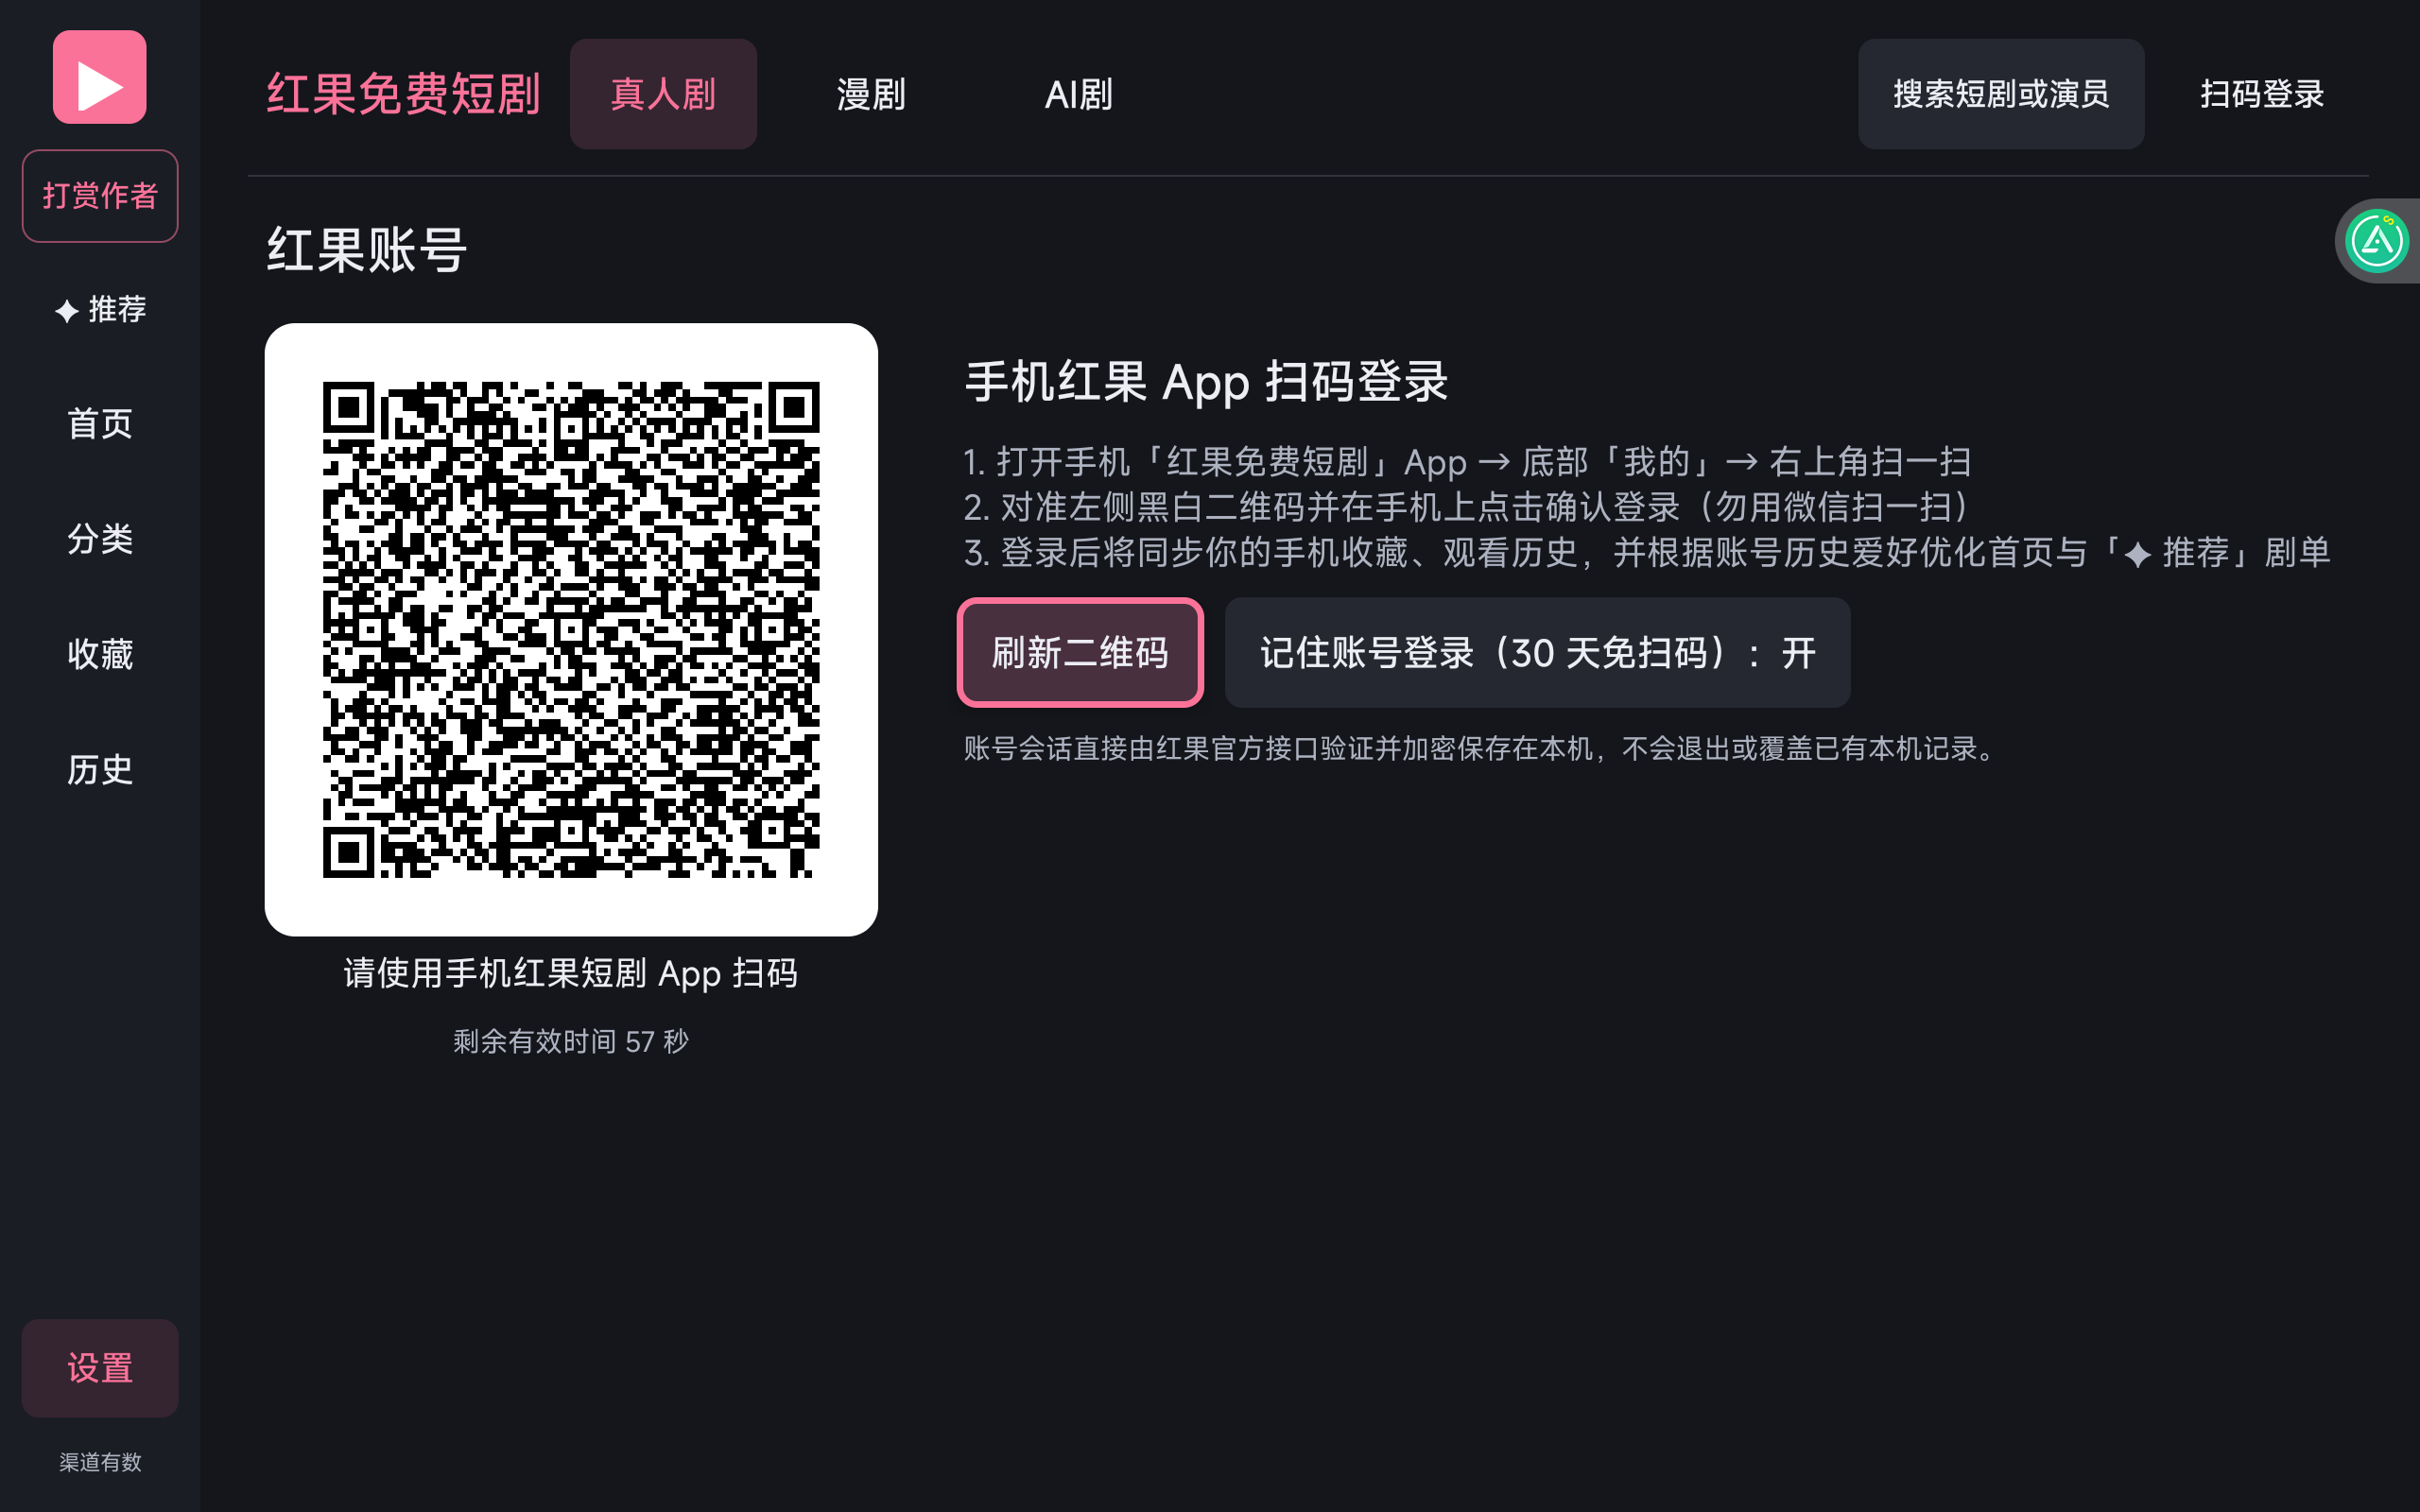 红果免费短剧
真人剧
漫剧
AI剧
搜索短剧或演员
扫码登录
打赏作者
✦ 推荐
首页
分类
收藏
历史
设置
渠道有数
红果账号
请使用手机红果短剧 App 扫码
剩余有效时间 57 秒
手机红果 App 扫码登录
1. 打开手机「红果免费短剧」App → 底部「我的」→ 右上角扫一扫
2. 对准左侧黑白二维码并在手机上点击确认登录（勿用微信扫一扫）
3. 登录后将同步你的手机收藏、观看历史，并根据账号历史爱好优化首页与「✦ 推荐」剧单
刷新二维码
记住账号登录（30 天免扫码）：开
账号会话直接由红果官方接口验证并加密保存在本机，不会退出或覆盖已有本机记录。
S